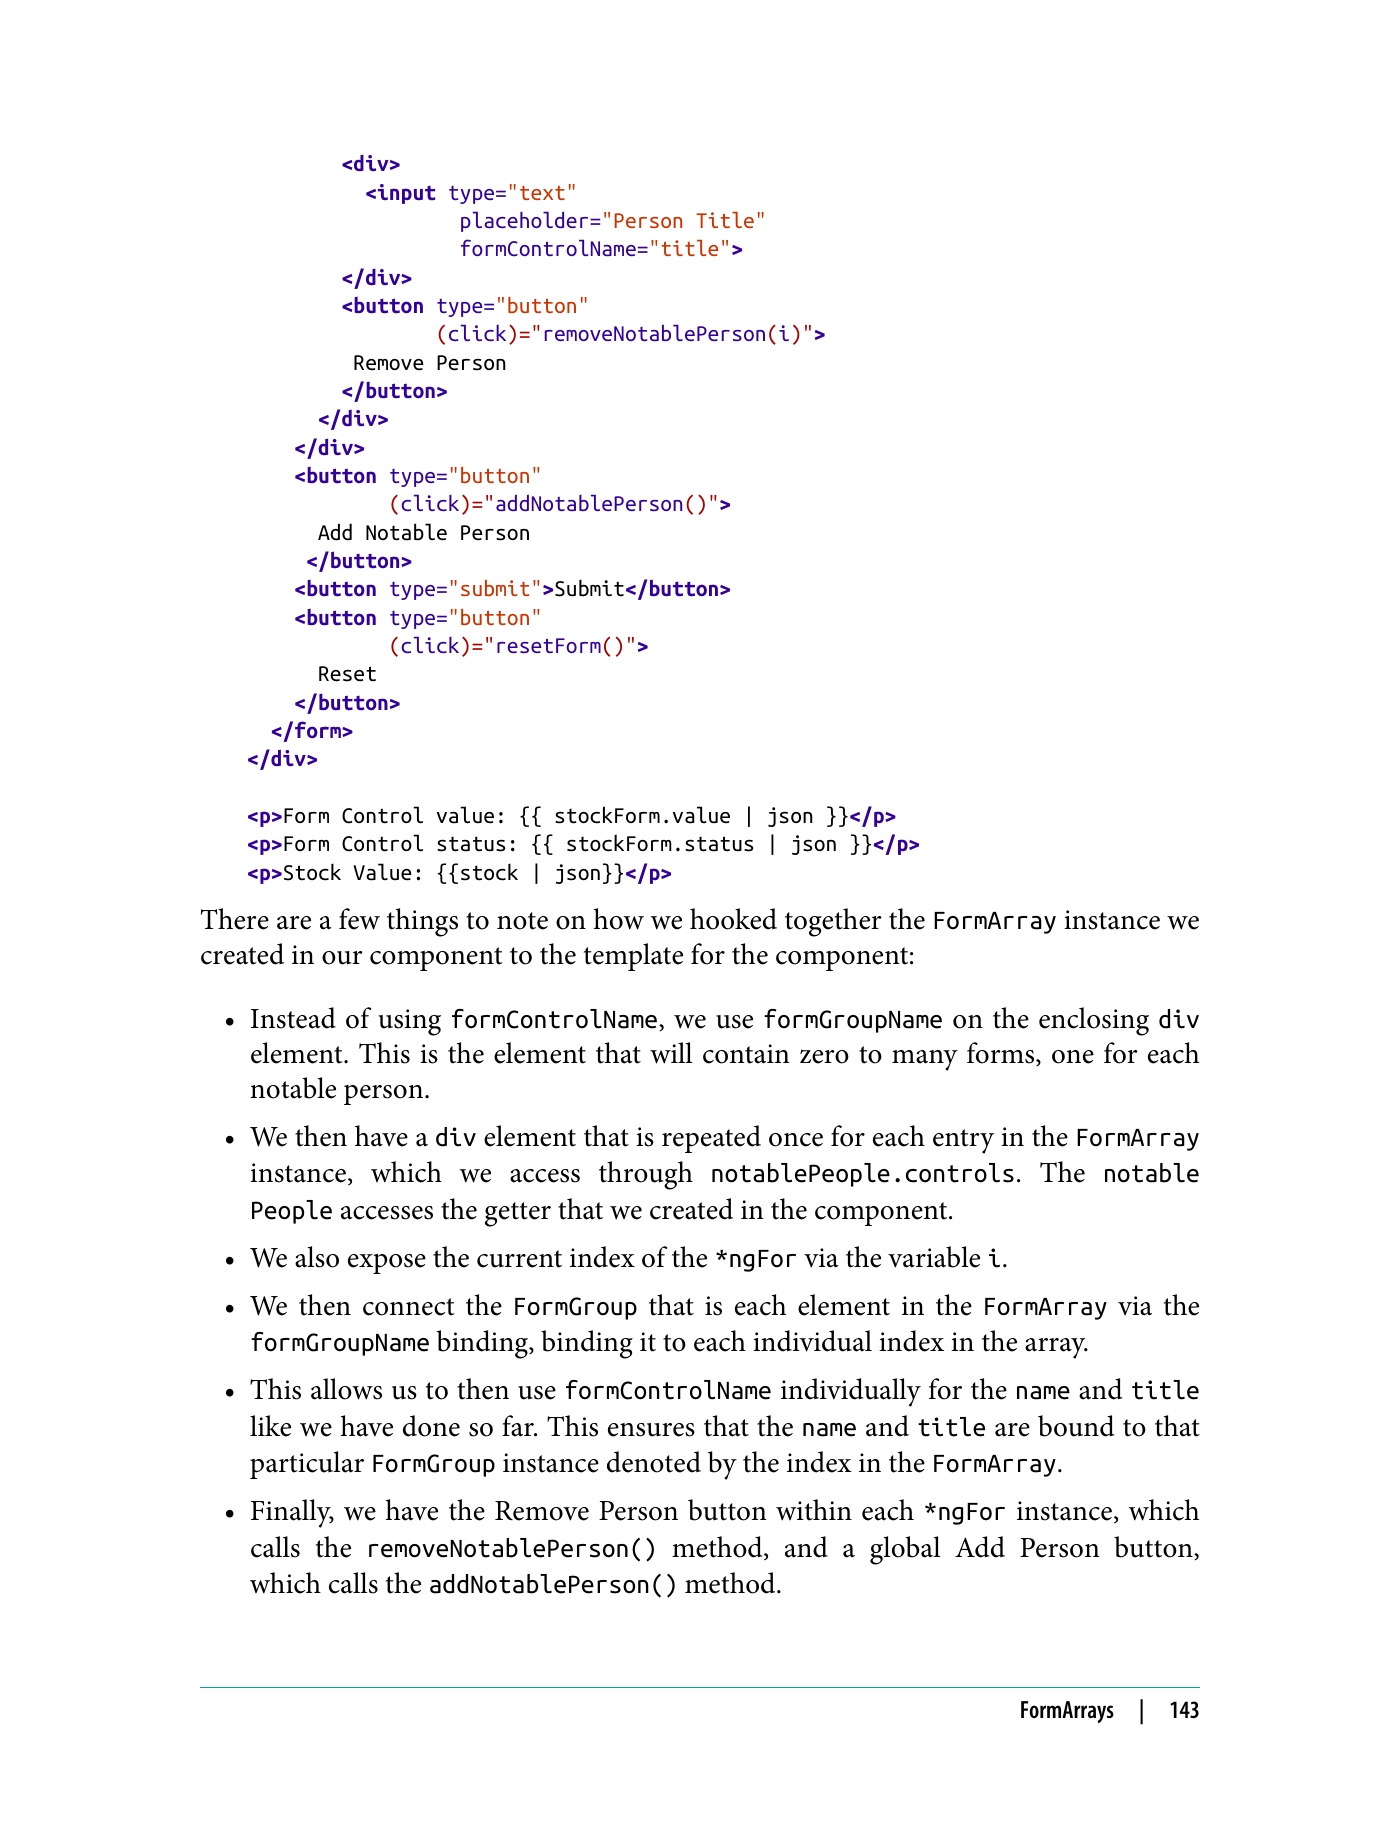 <div>
<input type="text"
placeholder="Person Title"
formControlName="title">
</div>
<button type="button"
(click)="removeNotablePerson(i)">
Remove Person
</button>
</div>
</div>
<button type="button"
(click)="addNotablePerson()">
Add Notable Person
</button>
<button type="submit">Submit</button>
<button type="button"
(click)="resetForm()">
Reset
</button>
</form>
</div>
<p>Form Control value: {{ stockForm.value | json }}</p>
<p>Form Control status: {{ stockForm.status | json }}</p>
<p>Stock Value: {{stock | json}}</p>
There are a few things to note on how we hooked together the FormArray instance we
created in our component to the template for the component:
• Instead of using formControlName, we use formGroupName on the enclosing div
element. This is the element that will contain zero to many forms, one for each
notable person.
• We then have a div element that is repeated once for each entry in the FormArray
instance, which we access through notablePeople.controls. The notable
People accesses the getter that we created in the component.
• We also expose the current index of the *ngFor via the variable i.
• We then connect the FormGroup that is each element in the FormArray via the
formGroupName binding, binding it to each individual index in the array.
• This allows us to then use formControlName individually for the name and title
like we have done so far. This ensures that the name and title are bound to that
particular FormGroup instance denoted by the index in the FormArray.
• Finally, we have the Remove Person button within each *ngFor instance, which
calls the removeNotablePerson() method, and a global Add Person button,
which calls the addNotablePerson() method.
FormArrays | 143